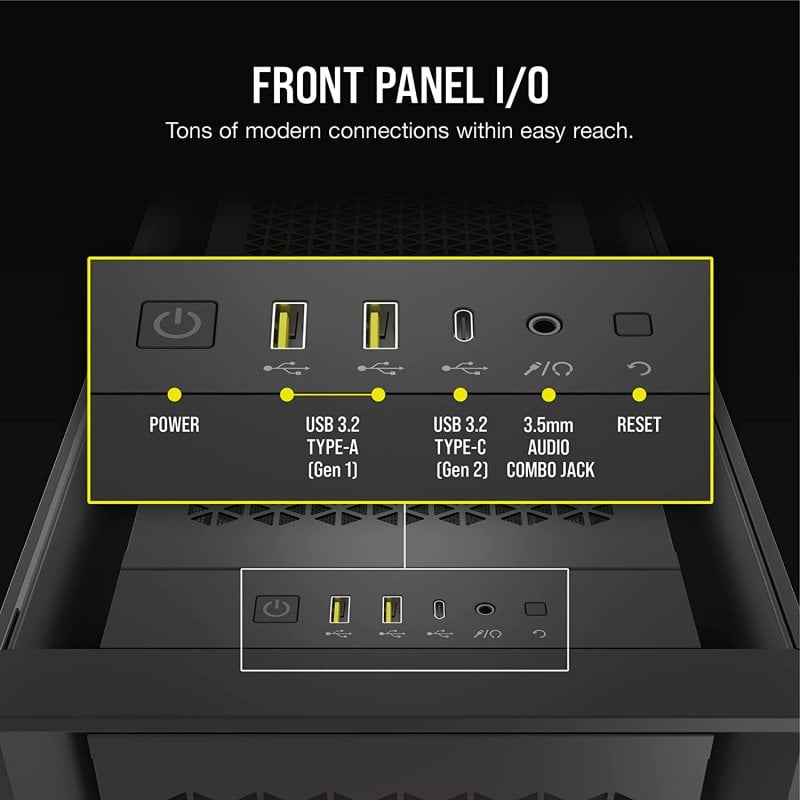 FRONT PANEL I/O
Tons of modern connections within easy reach.
POWER
USB 3.2
TYPE-A
(Gen 1)
USB 3.2
TYPE-C
(Gen 2)
3.5mm
AUDIO
COMBO JACK
RESET